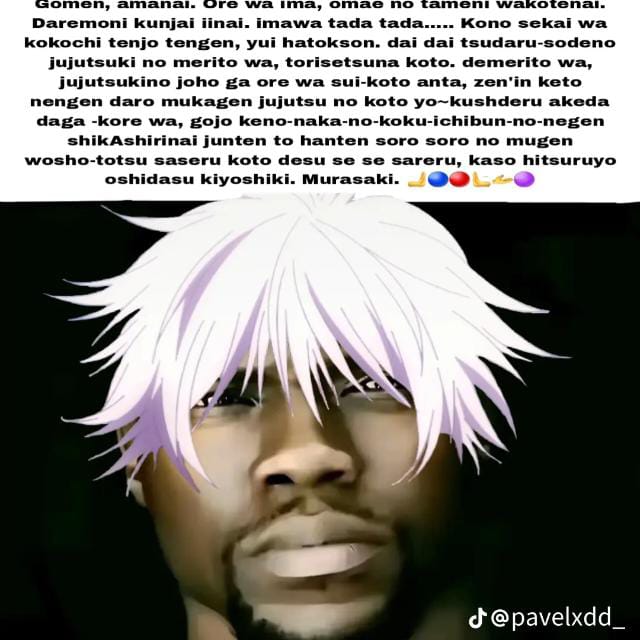 Gomen, amanai. Ore wa ima, omae no tameni wakotenai.
Daremoni kunjai iinai. imawa tada tada..... Kono sekai wa
kokochi tenjo tengen, yui hatokson. dai dai tsudaru-sodeno
jujutsuki no merito wa, torisetsuna koto. demerito wa,
jujutsukino joho ga ore wa sui-koto anta, zen'in keto
nengen daro mukagen jujutsu no koto yo~kushderu akeda
daga -kore wa, gojo keno-naka-no-koku-ichibun-no-negen
shikAshirinai junten to hanten soro soro no mugen
wosho-totsu saseru koto desu se se sareru, kaso hitsuruyo
oshidasu kiyoshiki. Murasaki. 🦵🔵🔴🦶🫴🟣
@pavelxdd_